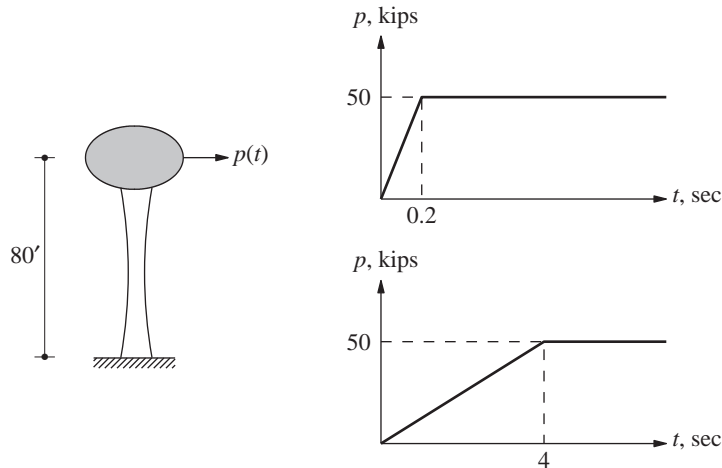 p(t)
80′
p, kips
50
0.2
t, sec
p, kips
50
4
t, sec